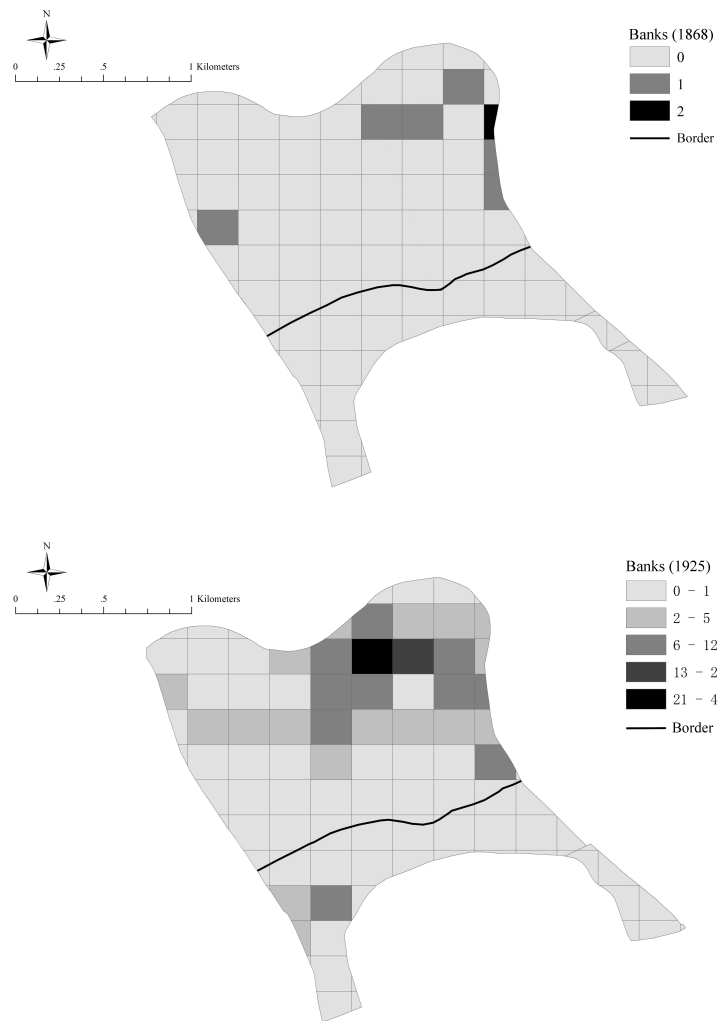 N
0 .25 .5 1 Kilometers
Banks (1868)
0
1
2
Border
N
0 .25 .5 1 Kilometers
Banks (1925)
0 - 1
2 - 5
6 - 12
13 - 2
21 - 4
Border